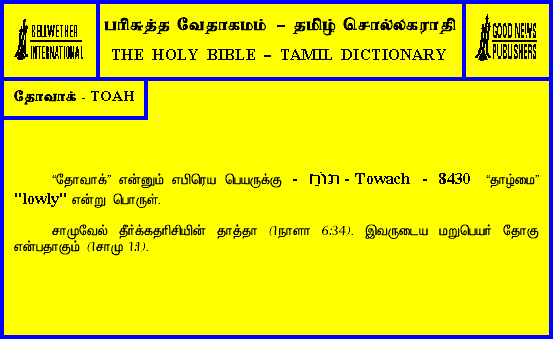 BELLWETHER
INTERNATIONAL
பரிசுத்த வேதாகமம் – தமிழ் சொல்லகராதி
THE HOLY BIBLE – TAMIL DICTIONARY
GOOD NEWS
PUBLISHERS
தோவாக் - TOAH
“தோவாக்” என்னும் எபிரெய பெயருக்கு - תּוֹחַ - Towach - 8430 “தாழ்மை”
"lowly" என்று பொருள்.
சாமுவேல் தீர்க்கதரிசியின் தாத்தா (1நாளா 6:34). இவருடைய மறுபெயர் தோகு
என்பதாகும் (1சாமு 1:1).